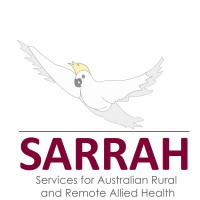 SARRAH
Services for Australian Rural
and Remote Allied Health